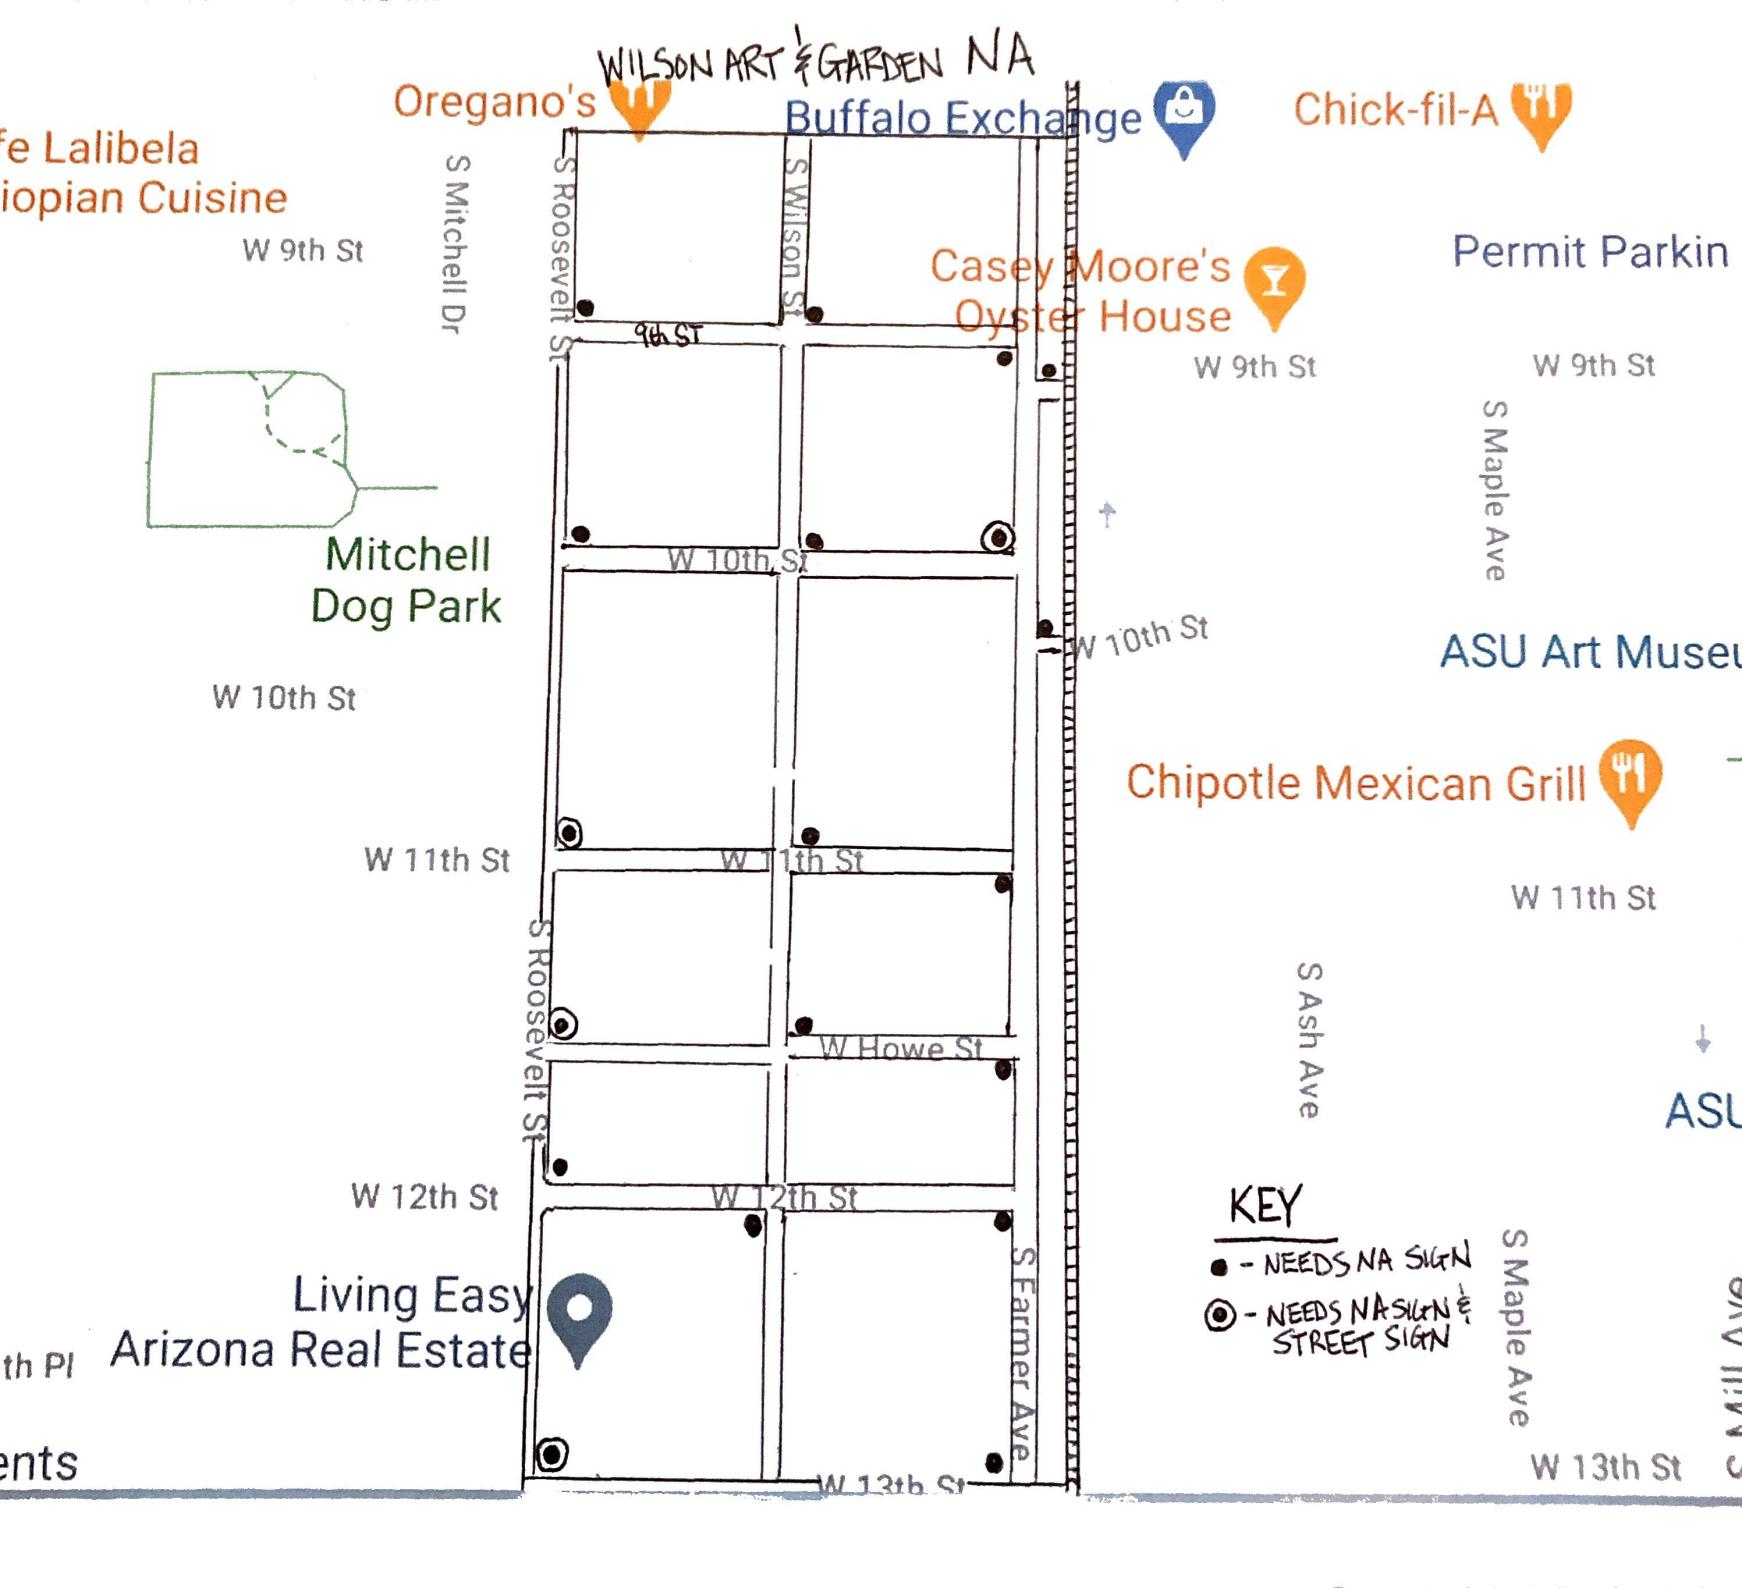 WILSON ART & GARDEN NA
Oregano's
Buffalo Exchange
Chick-fil-A
fe Lalibela
iopian Cuisine
S Mitchell Dr
S Roosevelt St
S Wilson St
W 9th St
Casey Moore's
Oyster House
Permit Parkin
9th ST
W 9th St
W 9th St
S Maple Ave
Mitchell
Dog Park
W 10th St
W 10th St
ASU Art Museu
W 10th St
Chipotle Mexican Grill
W 11th St
W 11th St
W 11th St
S Roosevelt St
S Ash Ave
W Howe St
ASU
W 12th St
W 12th St
KEY
- NEEDS NA SIGN
- NEEDS NA SIGN &
STREET SIGN
S Maple Ave
S Farmer Ave
Living Easy
Arizona Real Estate
th Pl
S Mill Ave
ents
W 13th St
W 13th St